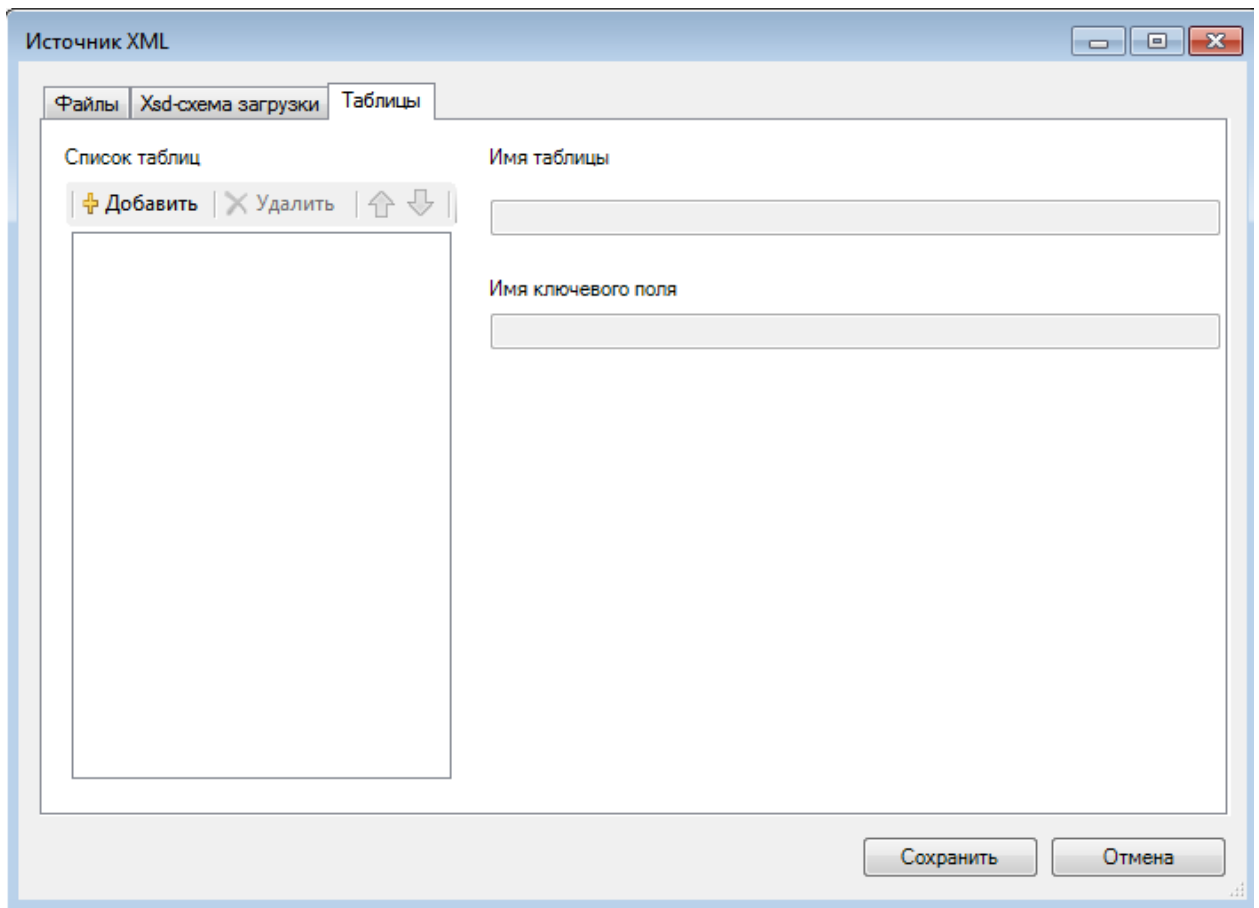 Источник XML
Файлы Xsd-схема загрузки Таблицы
Список таблиц
Добавить Удалить
Имя таблицы
Имя ключевого поля
Сохранить Отмена